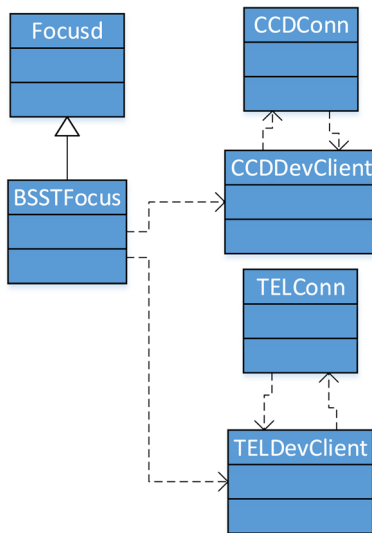 Focusd
CCDConn
BSSTFocus
CCDDevClient
TELConn
TELDevClient